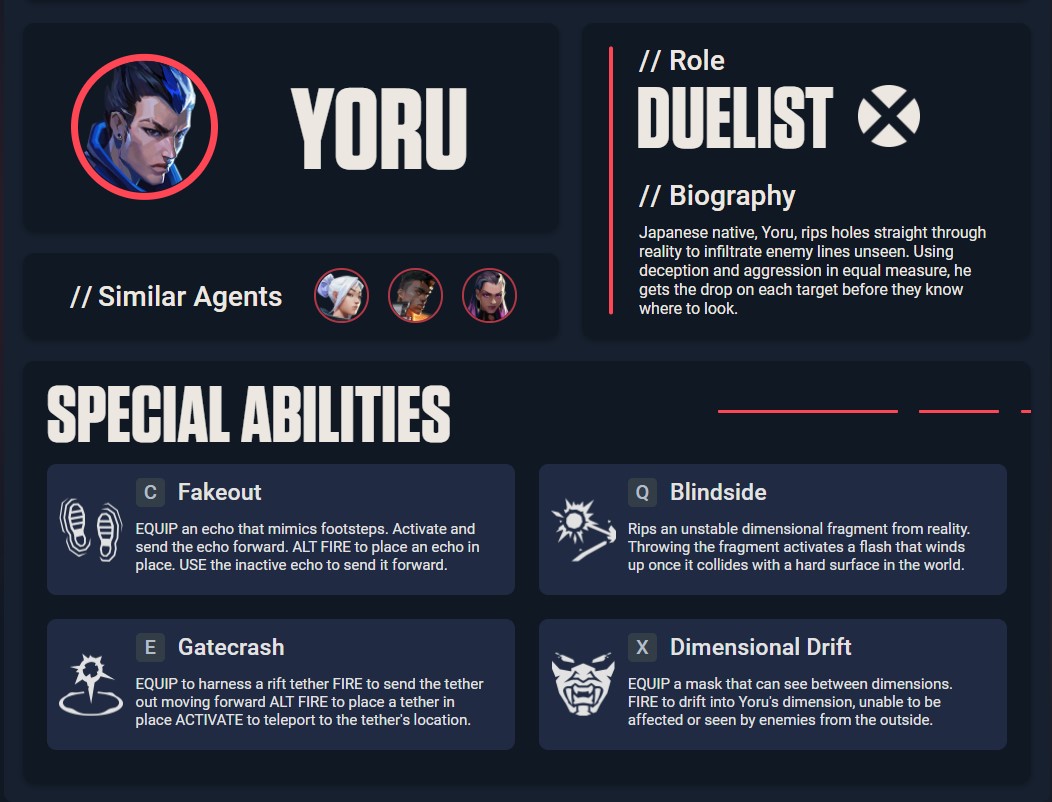 YORU
// Role
DUELIST
// Biography
Japanese native, Yoru, rips holes straight through
reality to infiltrate enemy lines unseen. Using
deception and aggression in equal measure, he
gets the drop on each target before they know
where to look.
// Similar Agents
SPECIAL ABILITIES
C Fakeout
EQUIP an echo that mimics footsteps. Activate and
send the echo forward. ALT FIRE to place an echo in
place. USE the inactive echo to send it forward.
Q Blindside
Rips an unstable dimensional fragment from reality.
Throwing the fragment activates a flash that winds
up once it collides with a hard surface in the world.
E Gatecrash
EQUIP to harness a rift tether FIRE to send the tether
out moving forward ALT FIRE to place a tether in
place ACTIVATE to teleport to the tether's location.
X Dimensional Drift
EQUIP a mask that can see between dimensions.
FIRE to drift into Yoru's dimension, unable to be
affected or seen by enemies from the outside.